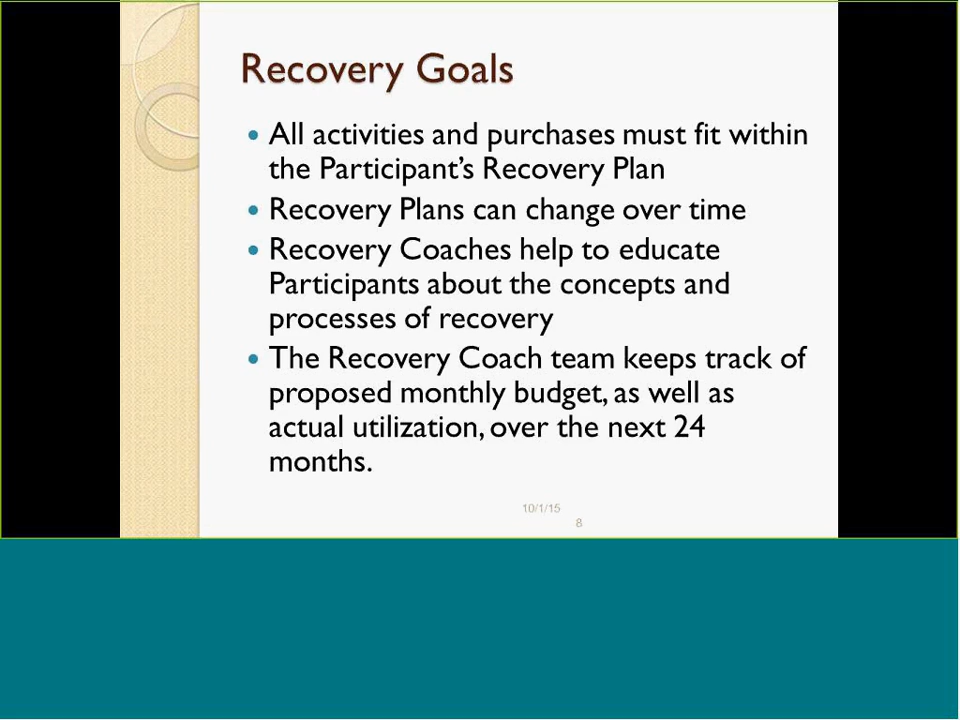 Recovery Goals
• All activities and purchases must fit within
the Participant's Recovery Plan
• Recovery Plans can change over time
• Recovery Coaches help to educate
Participants about the concepts and
processes of recovery
• The Recovery Coach team keeps track of
proposed monthly budget, as well as
actual utilization, over the next 24
months.
10/1/15
8